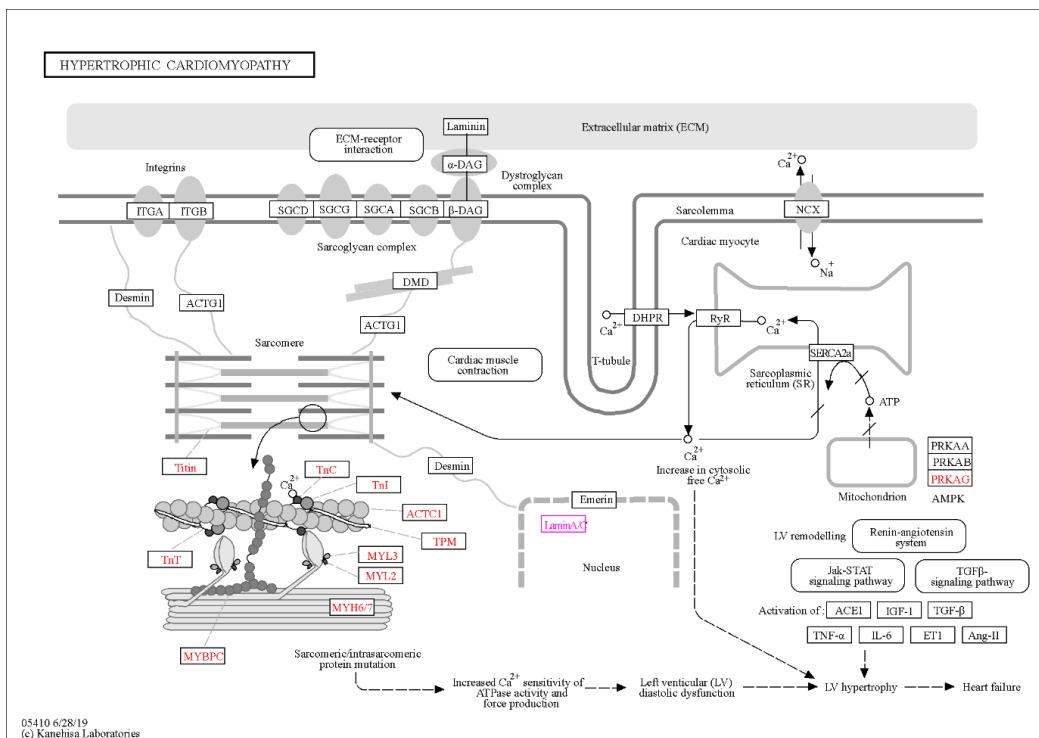 HYPERTROPHIC CARDIOMYOPATHY
Laminin
Extracellular matrix (ECM)
ECM-receptor
interaction
α-DAG
Dystroglycan
complex
Integrins
Ca2+
ITGA
ITGB
SGCD
SGCG
SGCA
SGCB
β-DAG
NCX
Sarcolemma
Sarcoglycan complex
Cardiac myocyte
Na+
DMD
Desmin
ACTG1
ACTG1
DHPR
RyR
Ca2+
Ca2+
Sarcomere
T-tubule
SERCA2a
Cardiac muscle
contraction
Sarcoplasmic
reticulum (SR)
ATP
Ca2+
Increase in cytosolic
free Ca2+
Mitochondrion
PRKAA
PRKAB
PRKAG
AMPK
Titin
TnC
Ca2+
TnI
Desmin
ACTC1
TPM
TnT
MYL3
MYL2
MYH6/7
MYBPC
Emerin
LaminA/C
Nucleus
LV remodelling
Renin-angiotensin
system
Jak-STAT
signaling pathway
TGFβ-
signaling pathway
Activation of :
ACE1
IGF-1
TGF-β
TNF-α
IL-6
ET1
Ang-II
Sarcomeric/intrasarcomeric
protein mutation
Increased Ca2+ sensitivity of
ATPase activity and
force production
Left venticular (LV)
diastolic dysfunction
LV hypertrophy
Heart failure
05410 6/28/19
(c) Kanehisa Laboratories